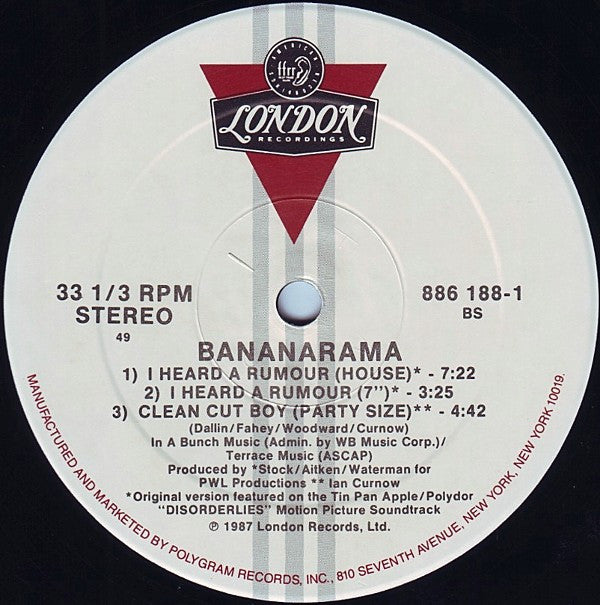 AMERICAN RECORDINGS
ffrr
LONDON
RECORDINGS
33 1/3 RPM
STEREO
49
886 188-1
BS
BANANARAMA
1) I HEARD A RUMOUR (HOUSE)* - 7:22
2) I HEARD A RUMOUR (7")* - 3:25
3) CLEAN CUT BOY (PARTY SIZE)** - 4:42
(Dallin/Fahey/Woodward/Curnow)
In A Bunch Music (Admin. by WB Music Corp.)/
Terrace Music (ASCAP)
Produced by *Stock/Aitken/Waterman for
PWL Productions ** Ian Curnow
*Original version featured on the Tin Pan Apple/Polydor
"DISORDERLIES" Motion Picture Soundtrack
℗ 1987 London Records, Ltd.
MANUFACTURED AND MARKETED BY POLYGRAM RECORDS, INC., 810 SEVENTH AVENUE, NEW YORK, NEW YORK 10019.